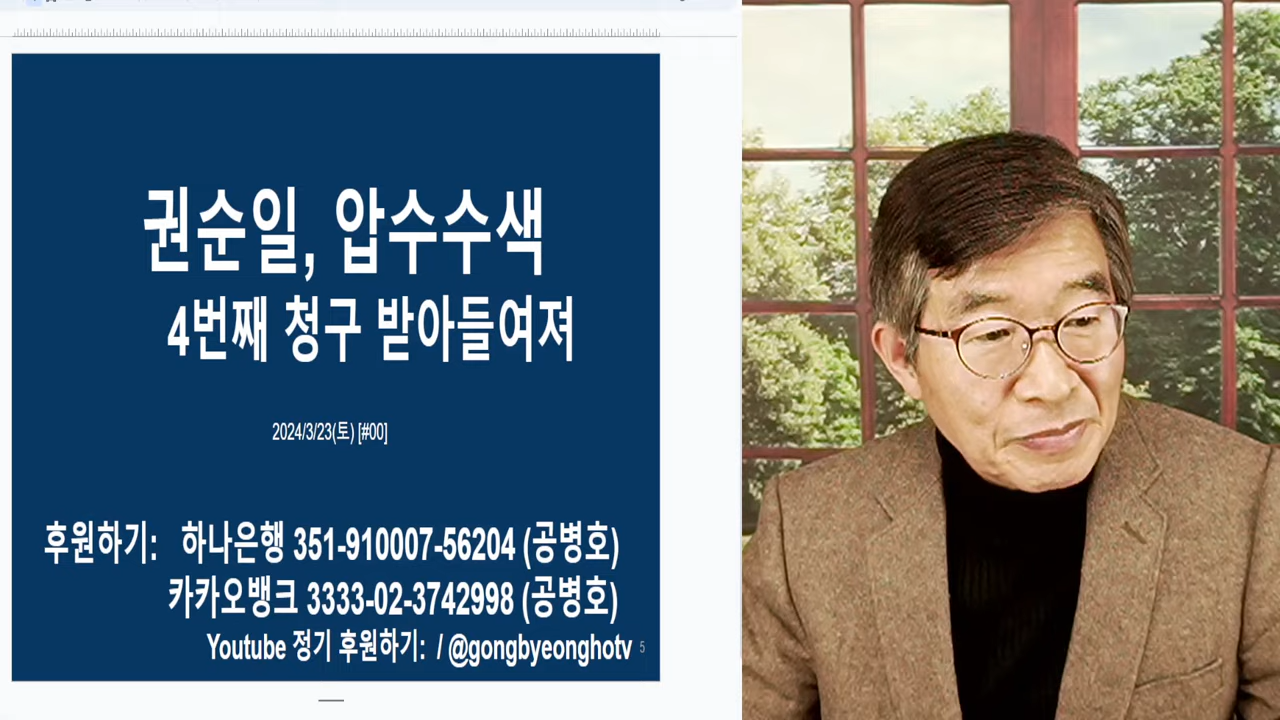 권순일, 압수수색
4번째 청구 받아들여져
2024/3/23(토) [#00]
후원하기: 하나은행 351-910007-56204 (공병호)
카카오뱅크 3333-02-3742998 (공병호)
Youtube 정기 후원하기: / @gongbyeonghotv
5